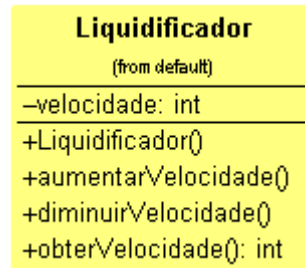 Liquidificador
(from default)
–velocidade: int
+Liquidificador()
+aumentarVelocidade()
+diminuirVelocidade()
+obterVelocidade(): int